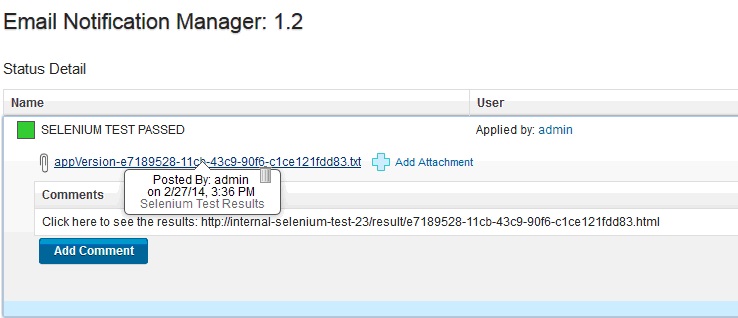 Email Notification Manager: 1.2
Status Detail
Name User
SELENIUM TEST PASSED Applied by: admin
appVersion-e7189528-11cb-43c9-90f6-c1ce121fdd83.txt Add Attachment
Posted By: admin
on 2/27/14, 3:36 PM
Selenium Test Results
Comments
Click here to see the results: http://internal-selenium-test-23/result/e7189528-11cb-43c9-90f6-c1ce121fdd83.html
Add Comment